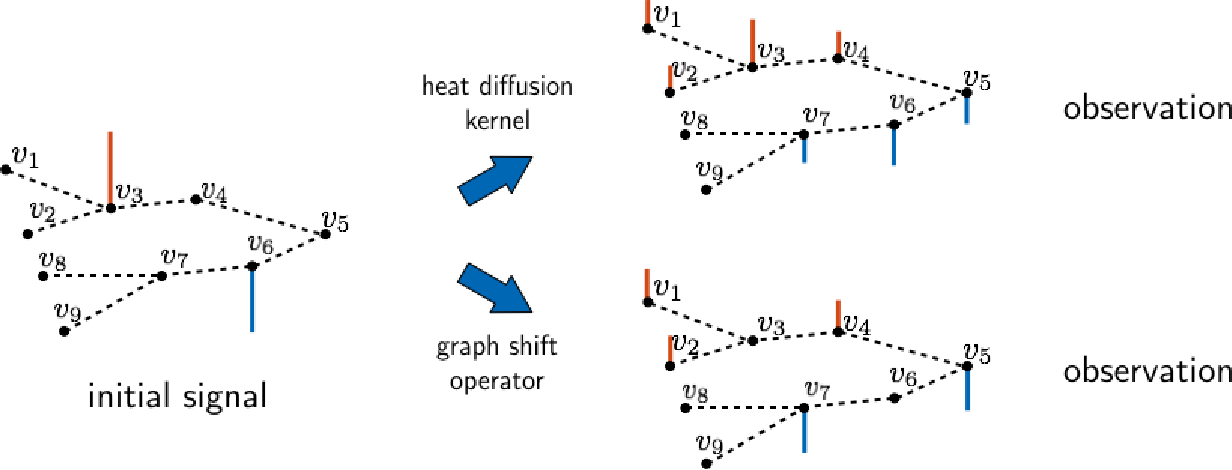 v1
v2
v3
v4
v5
v6
v7
v8
v9
initial signal
heat diffusion
kernel
graph shift
operator
v1
v2
v3
v4
v5
v6
v7
v8
v9
observation
v1
v2
v3
v4
v5
v6
v7
v8
v9
observation